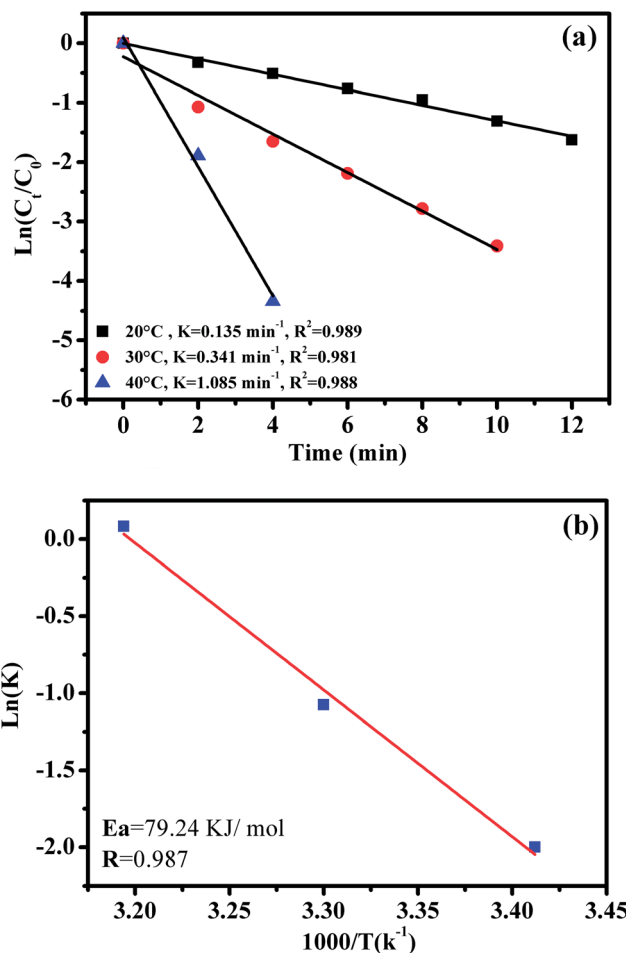 (a)
0
-1
-2
-3
-4
-5
-6
Ln(Cₜ/C₀)
20°C , K=0.135 min⁻¹, R²=0.989
30°C, K=0.341 min⁻¹, R²=0.981
40°C, K=1.085 min⁻¹, R²=0.988
0 2 4 6 8 10 12
Time (min)
(b)
0.0
-0.5
-1.0
-1.5
-2.0
Ln(K)
Ea=79.24 KJ/ mol
R=0.987
3.20 3.25 3.30 3.35 3.40 3.45
1000/T(k⁻¹)